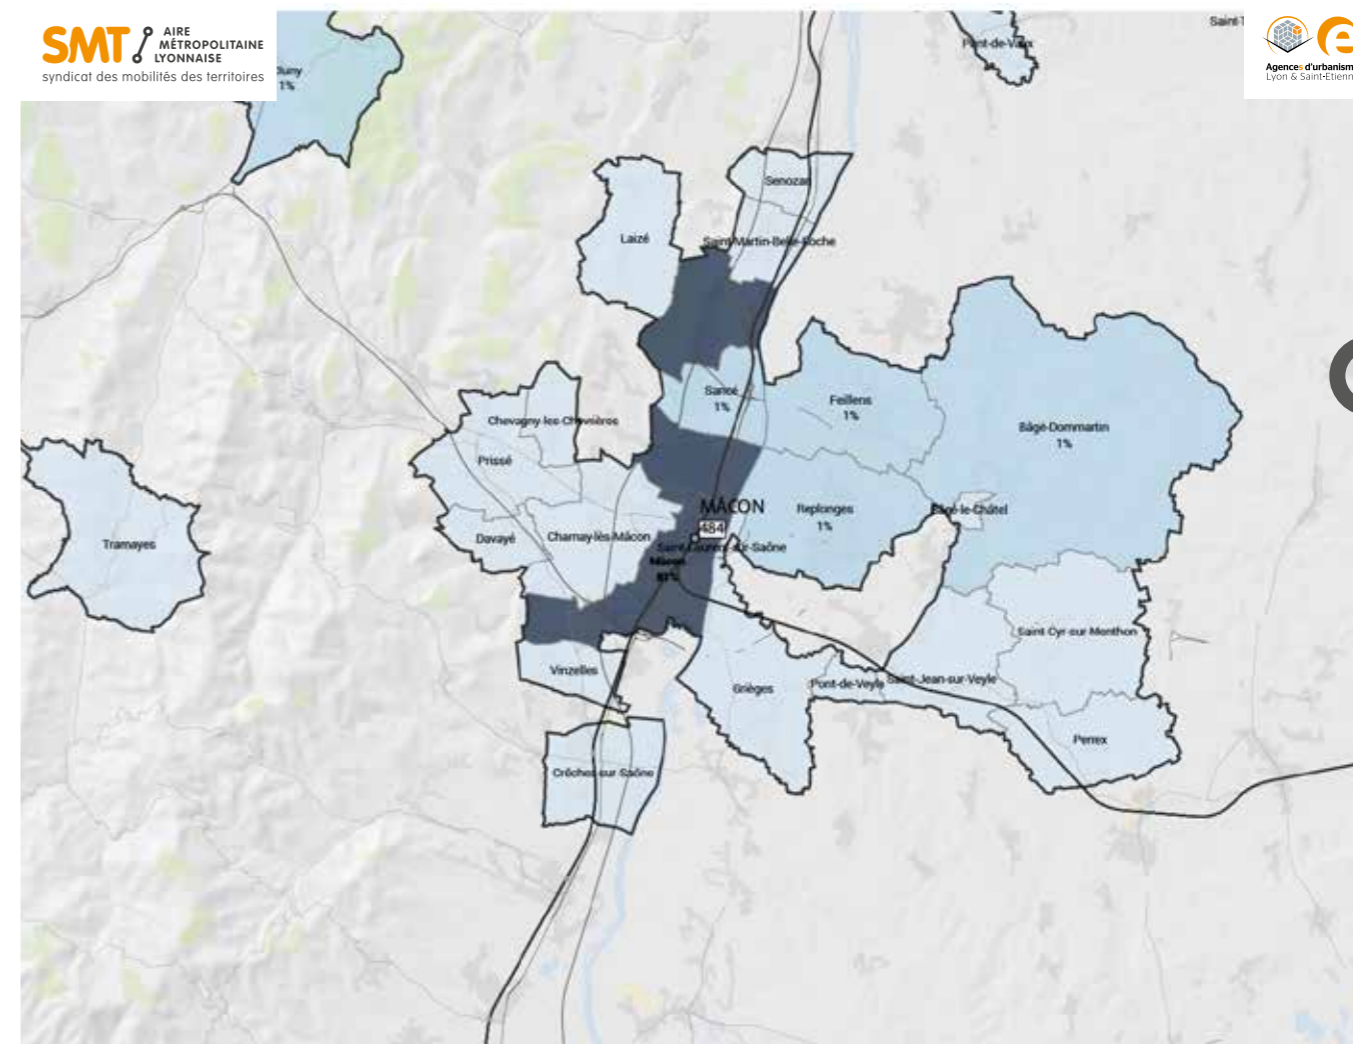 SMT
AIRE
MÉTROPOLITAINE
LYONNAISE
syndicat des mobilités des territoires
Agences d'urbanism
Lyon & Saint-Etienn
1%
Pont-de-Vaux
Saint-
Senozan
Laizé
Saint-Martin-Belle-Roche
Sancé
1%
Feillens
1%
Chevagny-les-Chevrières
Bâgé-Dommartin
1%
Prissé
MÂCON
484
Replonges
1%
Bâgé-le-Châtel
Davayé
Charnay-lès-Mâcon
Saint-Laurent-sur-Saône
Tramayes
Mâcon
Saint-Cyr-sur-Menthon
Vinzelles
Grièges
Pont-de-Veyle
Saint-Jean-sur-Veyle
Perrex
Crêches-sur-Saône